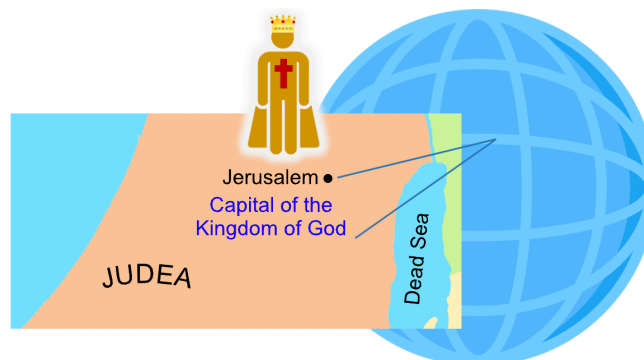 Jerusalem
Capital of the
Kingdom of God
JUDEA
Dead Sea